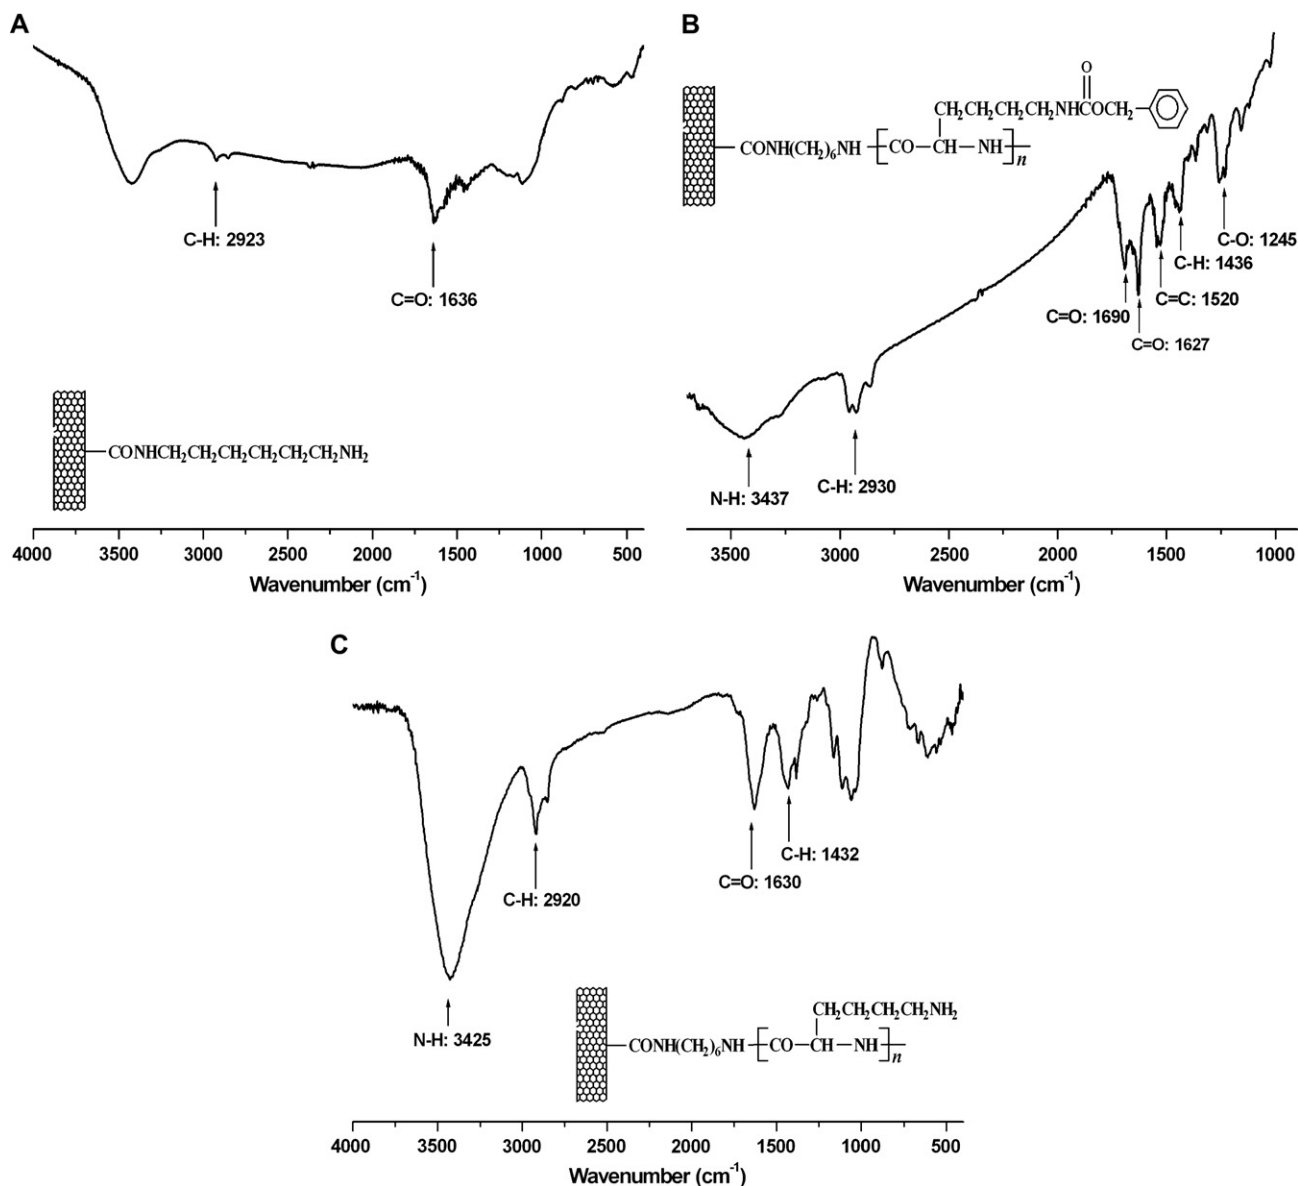 A
C-H: 2923
C=O: 1636
CONHCH₂CH₂CH₂CH₂CH₂CH₂NH₂
4000 3500 3000 2500 2000 1500 1000 500
Wavenumber (cm⁻¹)
B
O
CH₂CH₂CH₂CH₂NHCOCH₂
CONH(CH₂)₆NH CO CH NH n
C-O: 1245
C-H: 1436
C=C: 1520
C=O: 1690
C=O: 1627
C-H: 2930
N-H: 3437
3500 3000 2500 2000 1500 1000
Wavenumber (cm⁻¹)
C
C-H: 1432
C=O: 1630
C-H: 2920
N-H: 3425
CH₂CH₂CH₂CH₂NH₂
CONH(CH₂)₆NH CO CH NH n
4000 3500 3000 2500 2000 1500 1000 500
Wavenumber (cm⁻¹)